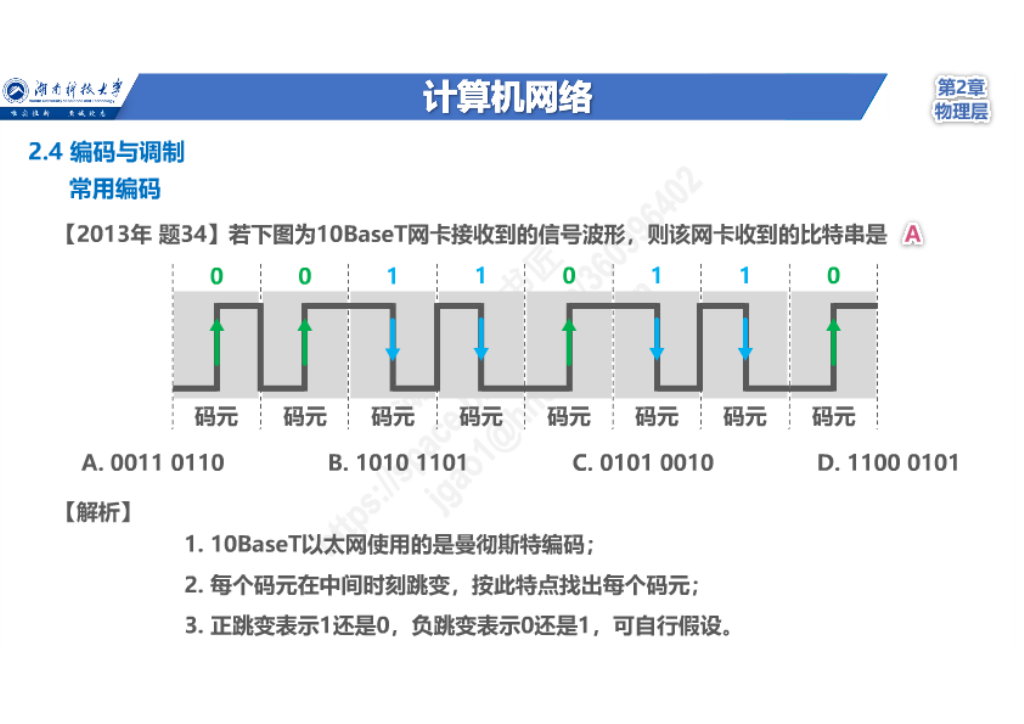 湖南科技大学
计算机网络
第2章
物理层
2.4 编码与调制
常用编码
【2013年 题34】若下图为10BaseT网卡接收到的信号波形，则该网卡收到的比特串是 A
0 0 1 1 0 1 1 0
码元 码元 码元 码元 码元 码元 码元 码元
A. 0011 0110 B. 1010 1101 C. 0101 0010 D. 1100 0101
【解析】
1. 10BaseT以太网使用的是曼彻斯特编码；
2. 每个码元在中间时刻跳变，按此特点找出每个码元；
3. 正跳变表示1还是0，负跳变表示0还是1，可自行假设。